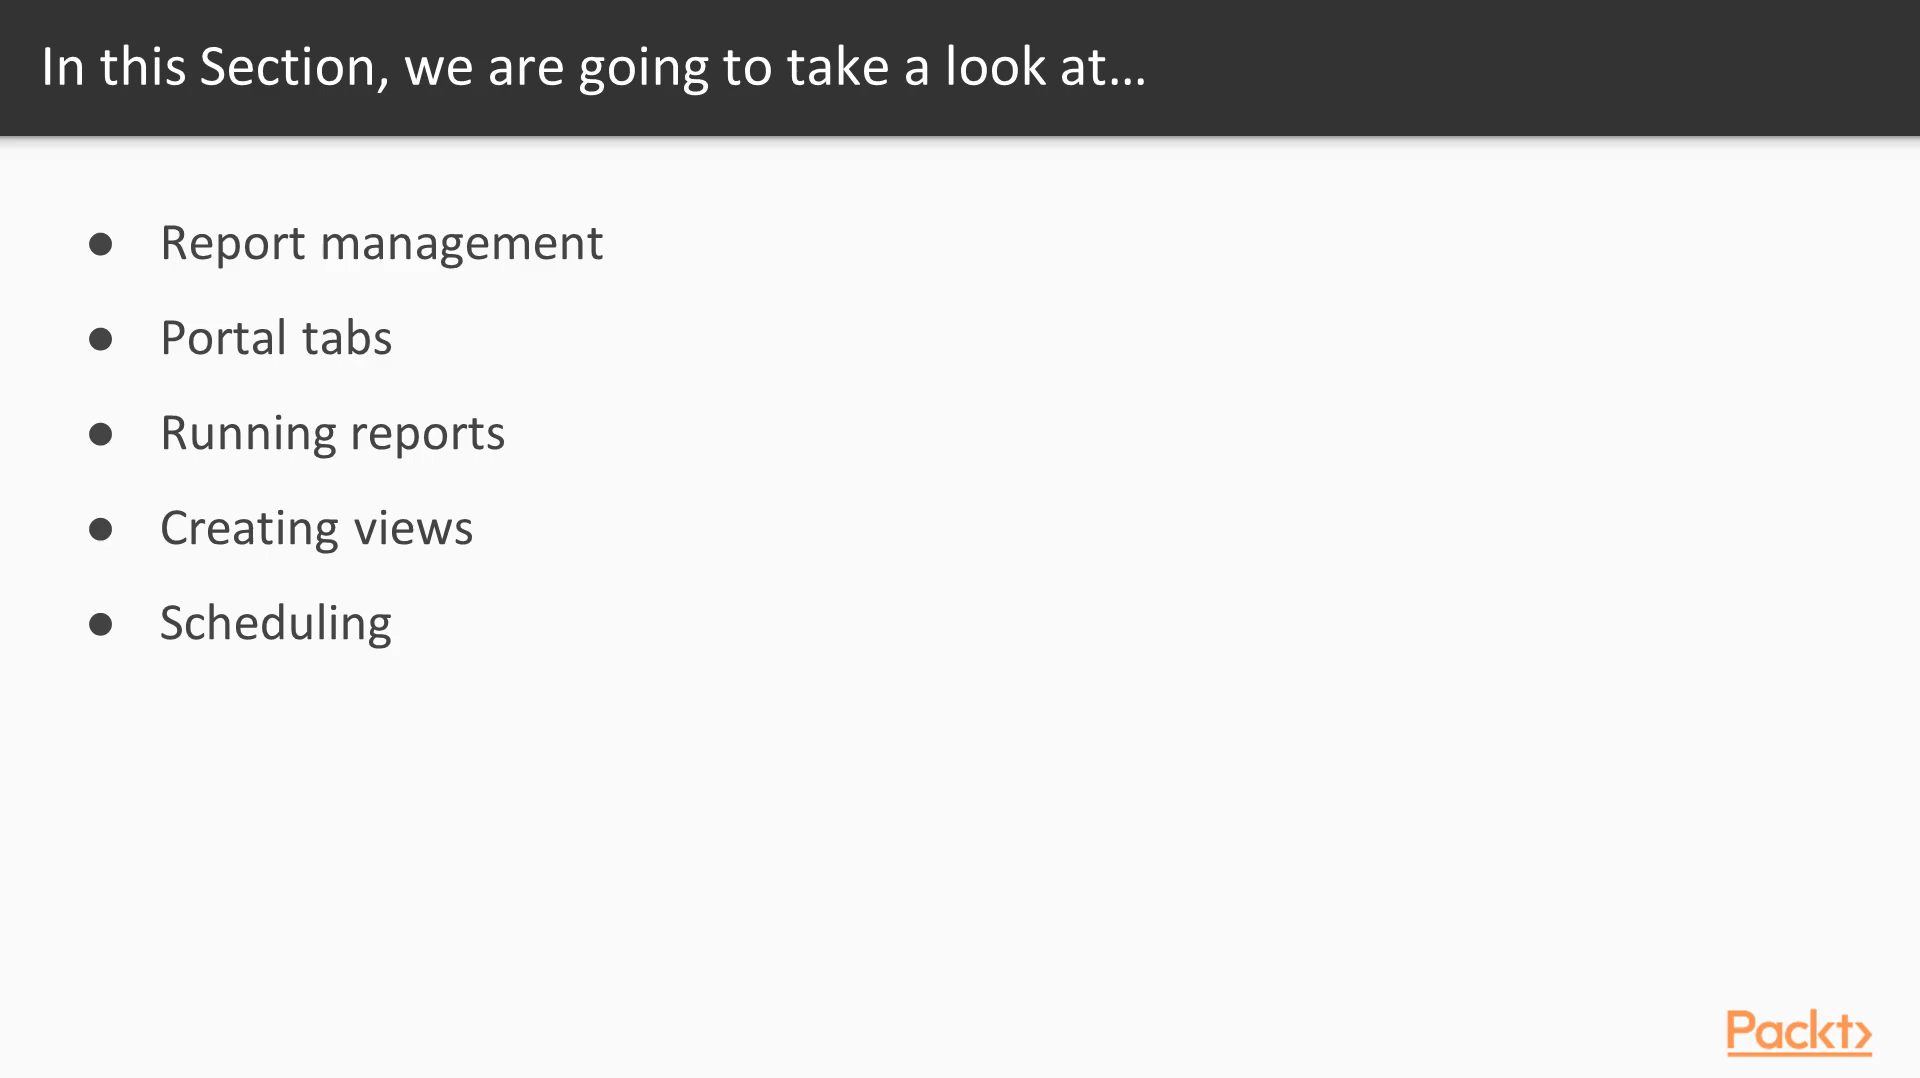 In this Section, we are going to take a look at...
● Report management
● Portal tabs
● Running reports
● Creating views
● Scheduling
Packt>